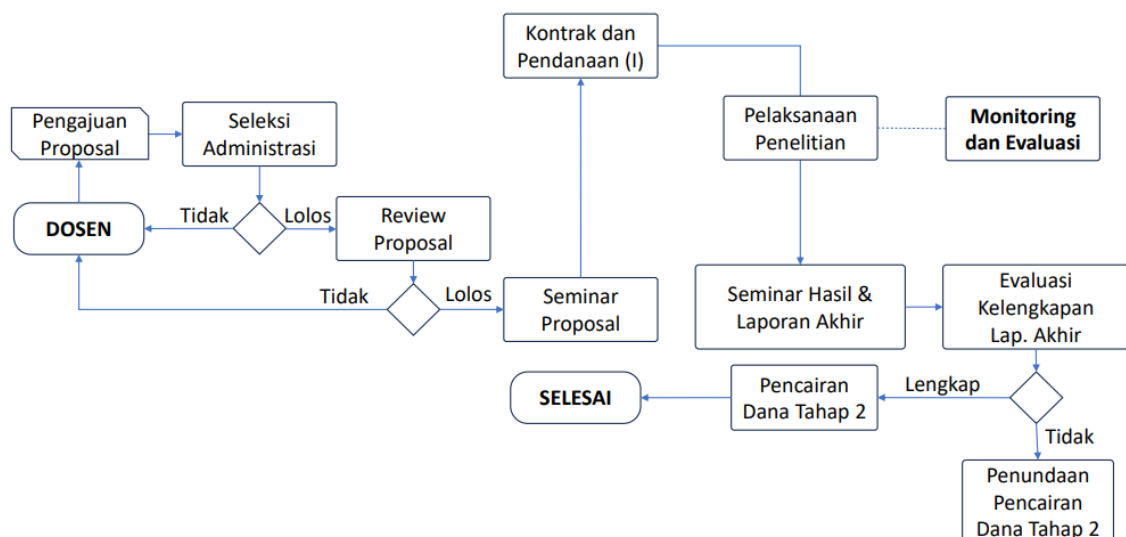 Kontrak dan
Pendanaan (I)
Pengajuan
Proposal
Seleksi
Administrasi
Pelaksanaan
Penelitian
Monitoring
dan Evaluasi
DOSEN
Tidak
Lolos
Review
Proposal
Tidak
Lolos
Seminar
Proposal
Seminar Hasil &
Laporan Akhir
Evaluasi
Kelengkapan
Lap. Akhir
SELESAI
Pencairan
Dana Tahap 2
Lengkap
Tidak
Penundaan
Pencairan
Dana Tahap 2